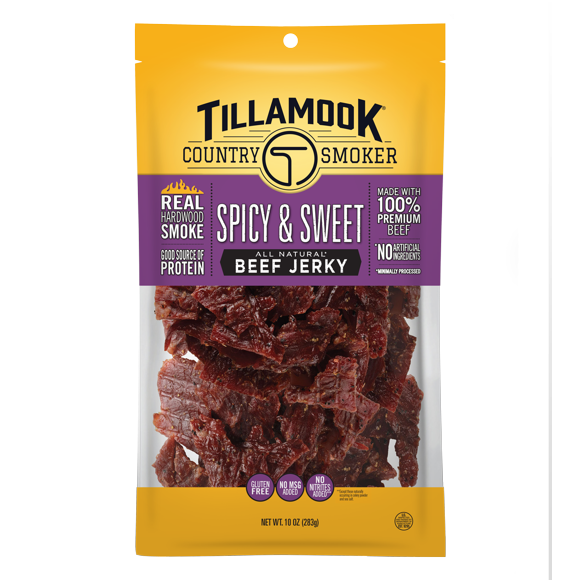 TILLAMOOK®
COUNTRY SMOKER
REAL
HARDWOOD
SMOKE
GOOD SOURCE OF
PROTEIN
SPICY & SWEET
ALL NATURAL*
BEEF JERKY
MADE WITH
100%
PREMIUM
BEEF
*NO ARTIFICIAL
INGREDIENTS
*MINIMALLY PROCESSED
GLUTEN
FREE
NO MSG
ADDED
NO
NITRITES
ADDED**
NET WT. 10 OZ (283g)